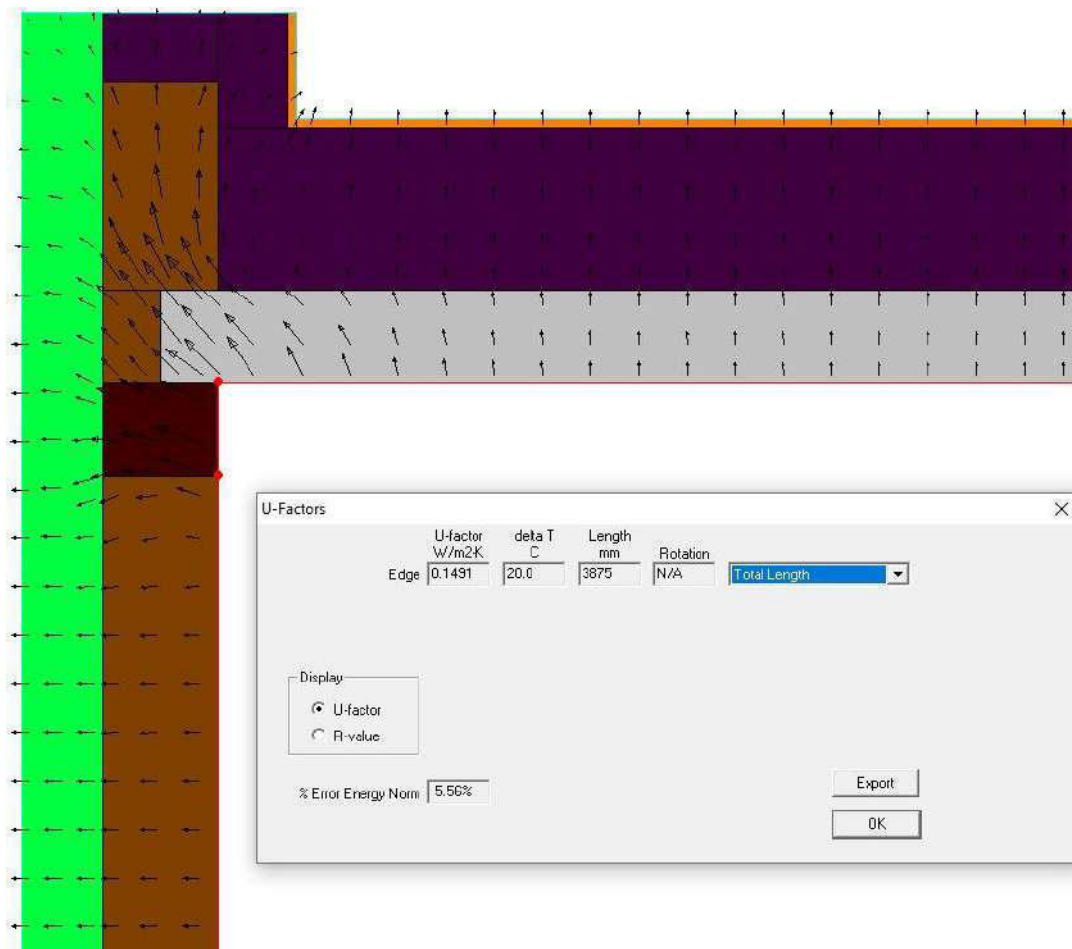 U-Factors
U-factor delta T Length
W/m2-K C mm Rotation
Edge 0.1491 20.0 3875 N/A Total Length
Display
U-factor
R-value
% Error Energy Norm 5.56%
Export
OK